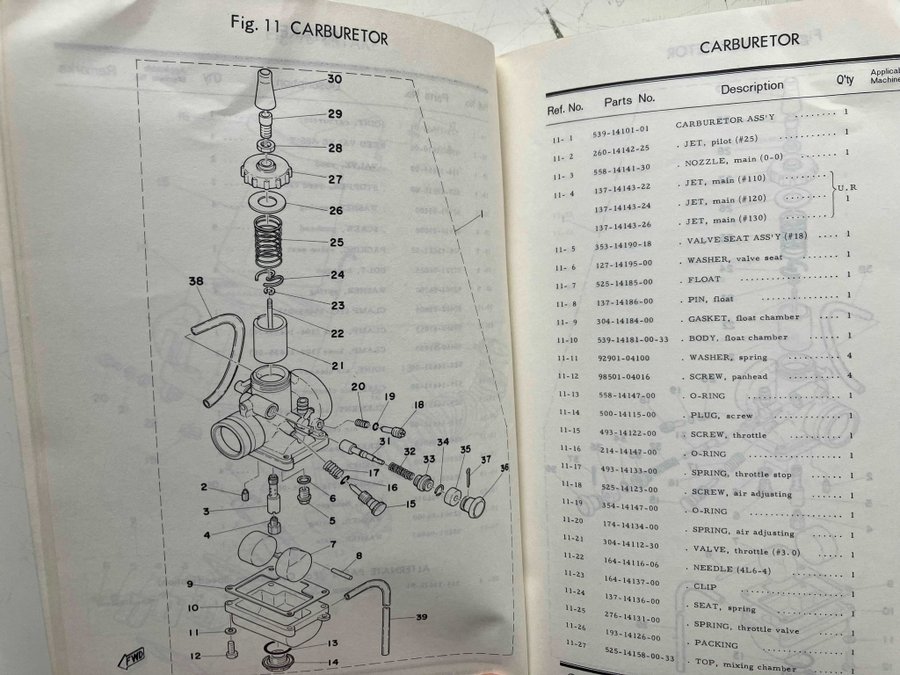 Fig. 11 CARBURETOR
30
29
28
27
26
1
25
24
23
38
22
21
20
19
18
31
32
33
34
35
37
36
17
16
15
2
6
3
5
4
7
8
9
10
39
11
12
13
14
FWD
CARBURETOR
Ref. No. Parts No. Description Q'ty Applicab
Machine
11- 1 539-14101-01 CARBURETOR ASS'Y ........ 1
11- 2 260-14142-25 . JET, pilot (#25) ........ 1
11- 3 558-14141-30 . NOZZLE, main (0-0) ....... 1
11- 4 137-14143-22 . JET, main (#110) ........
137-14143-24 . JET, main (#120) ........ U.R
1
137-14143-26 . JET, main (#130) ........
11- 5 353-14190-18 . VALVE SEAT ASS'Y (#18) .... 1
11- 6 127-14195-00 . WASHER, valve seat ........ 1
11- 7 525-14185-00 . FLOAT ........ 1
11- 8 137-14186-00 . PIN, float ........ 1
11- 9 304-14184-00 . GASKET, float chamber ........ 1
11-10 539-14181-00-33 . BODY, float chamber ........ 1
11-11 92901-04100 . WASHER, spring ........ 4
11-12 98501-04016 . SCREW, panhead ........ 4
11-13 558-14147-00 . O-RING ........ 1
11-14 500-14115-00 . PLUG, screw ........ 1
11-15 493-14122-00 . SCREW, throttle ........ 1
11-16 214-14147-00 . O-RING ........ 1
11-17 493-14133-00 . SPRING, throttle stop ........ 1
11-18 525-14123-00 . SCREW, air adjusting ........ 1
11-19 354-14147-00 . O-RING ........ 1
11-20 174-14134-00 . SPRING, air adjusting ........ 1
11-21 304-14112-30 . VALVE, throttle (#3.0) ........ 1
11-22 164-14116-06 . NEEDLE (4L6-4) ........ 1
11-23 164-14137-00 . CLIP ........ 1
11-24 137-14136-00 . SEAT, spring ........ 1
11-25 276-14131-00 . SPRING, throttle valve ........ 1
11-26 193-14126-00 . PACKING ........ 1
11-27 525-14158-00-33 . TOP, mixing chamber ........ 1